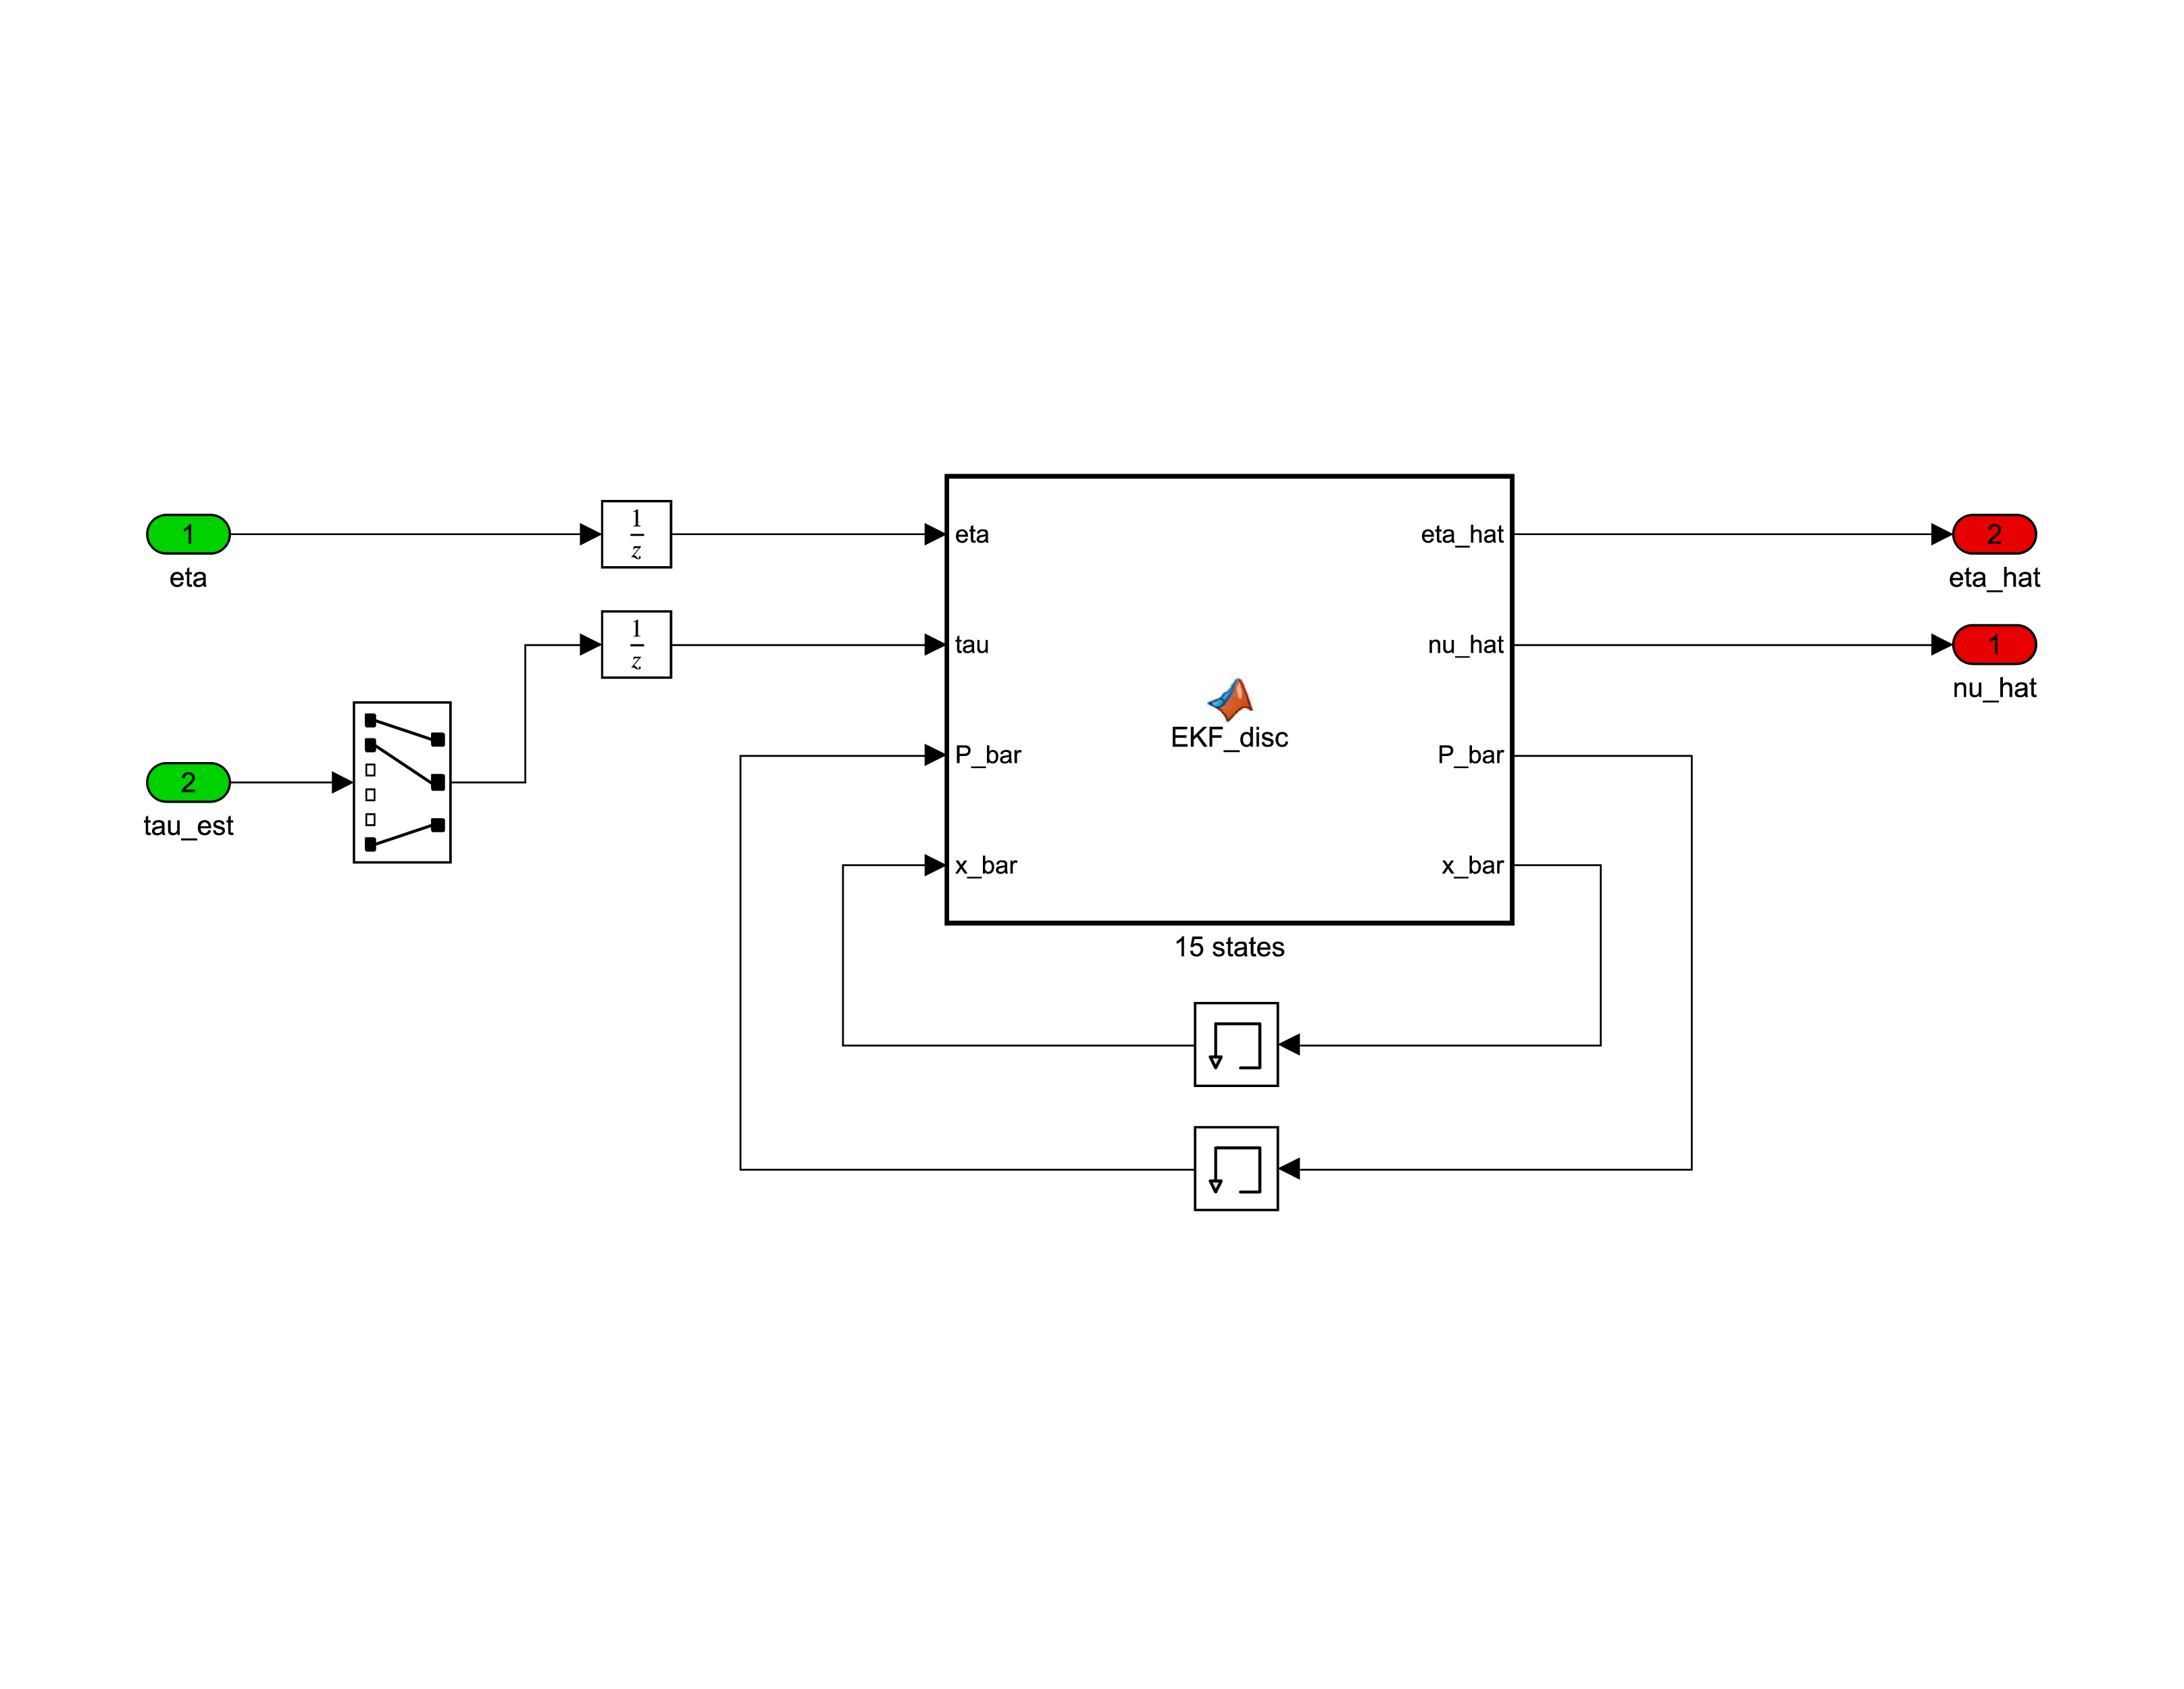 1
eta
1
z
eta
eta_hat
2
eta_hat
1
z
tau
nu_hat
1
nu_hat
2
tau_est
EKF_disc
P_bar
P_bar
x_bar
x_bar
15 states